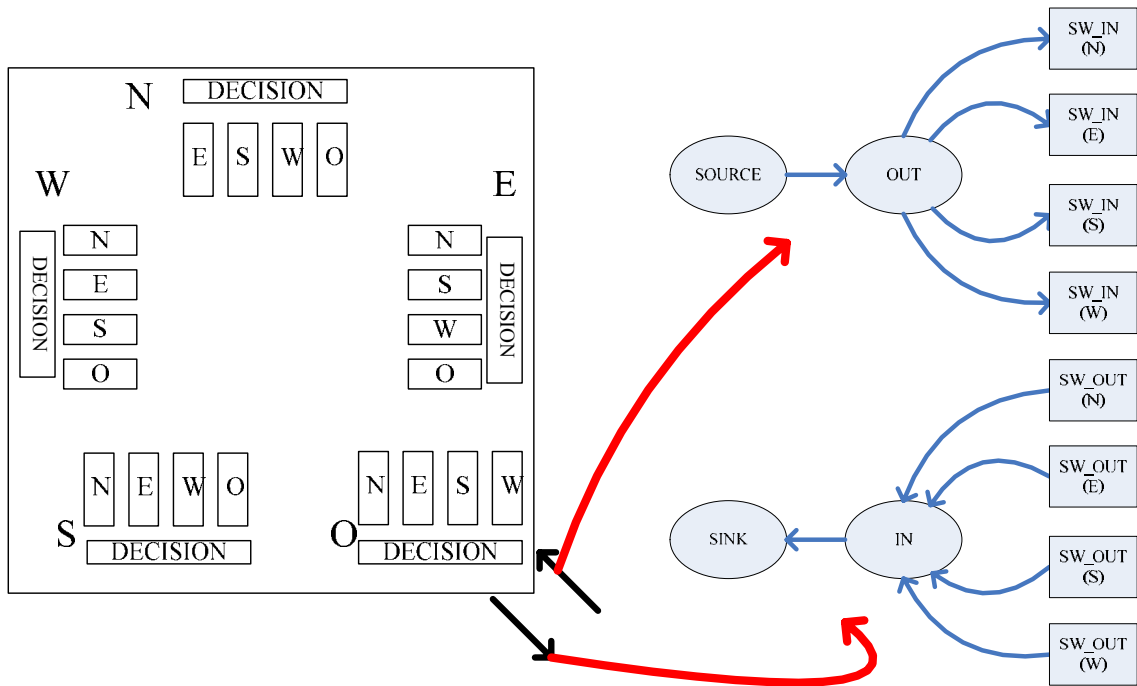 N
DECISION
E
S
W
O
W
E
DECISION
N
E
S
O
N
S
W
O
DECISION
N
E
W
O
S
DECISION
N
E
S
W
O
DECISION
SOURCE
OUT
SW_IN
(N)
SW_IN
(E)
SW_IN
(S)
SW_IN
(W)
SINK
IN
SW_OUT
(N)
SW_OUT
(E)
SW_OUT
(S)
SW_OUT
(W)